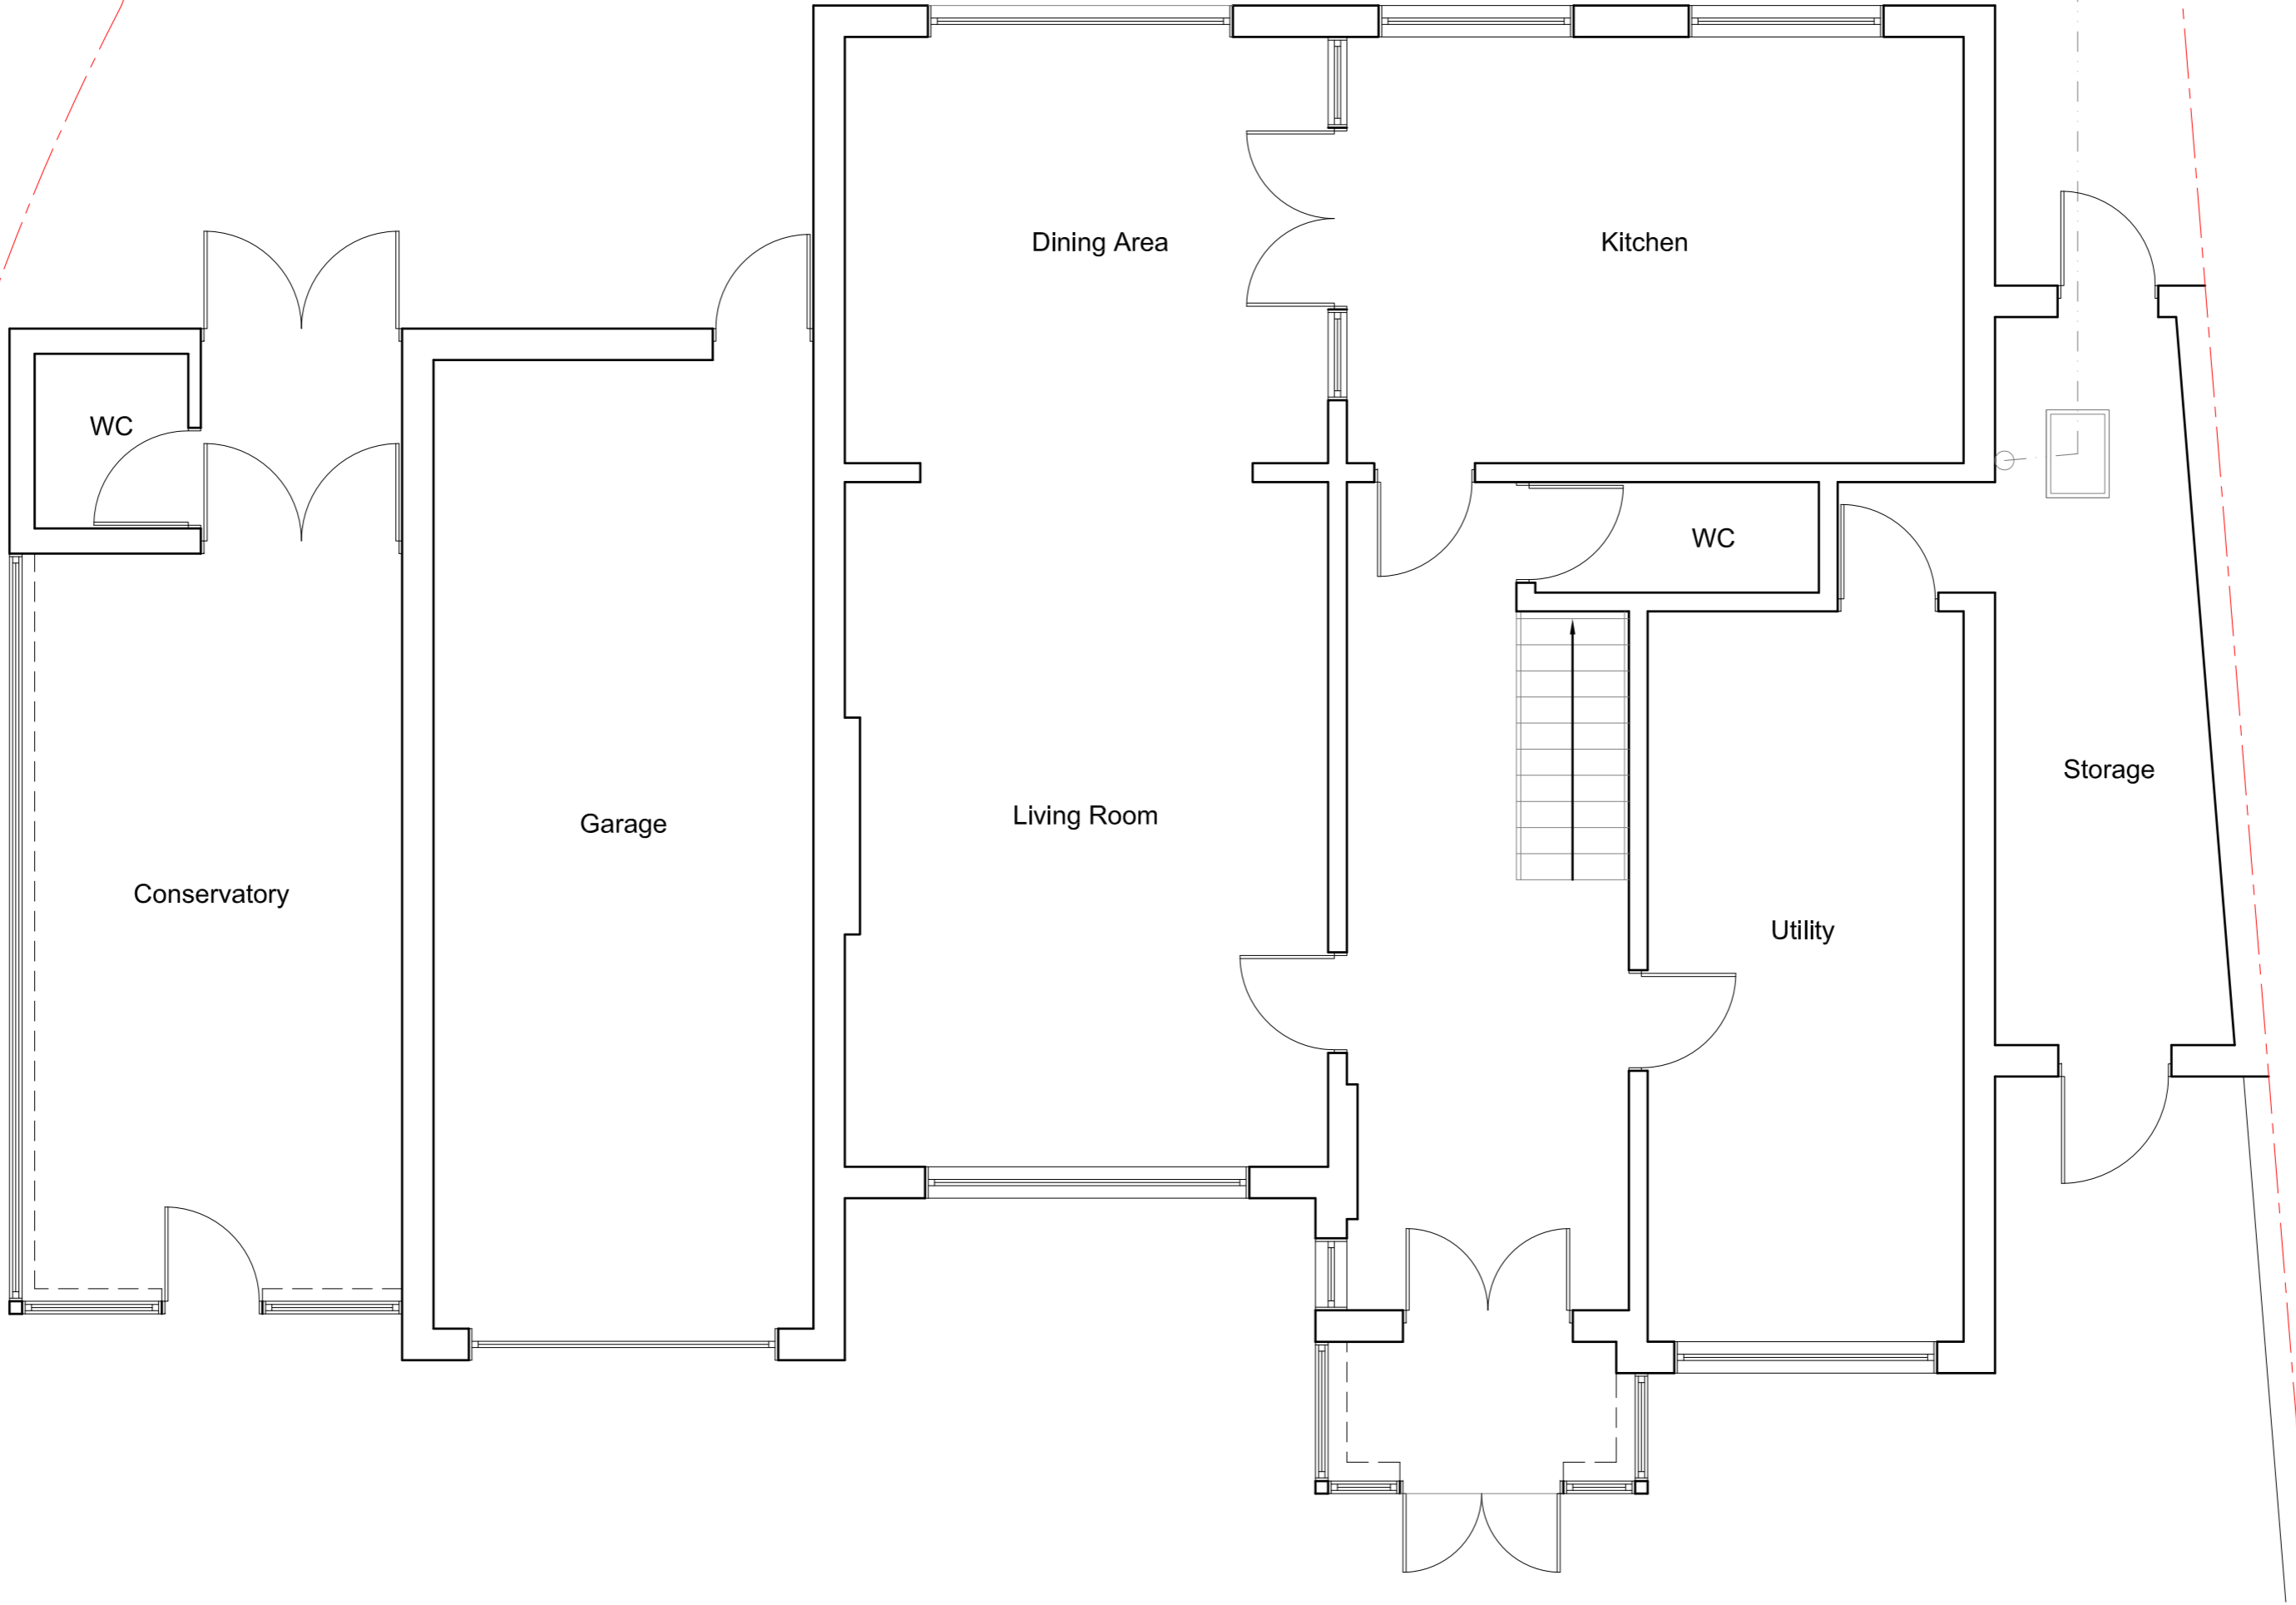 Dining Area
Kitchen
WC
WC
Storage
Living Room
Garage
Conservatory
Utility